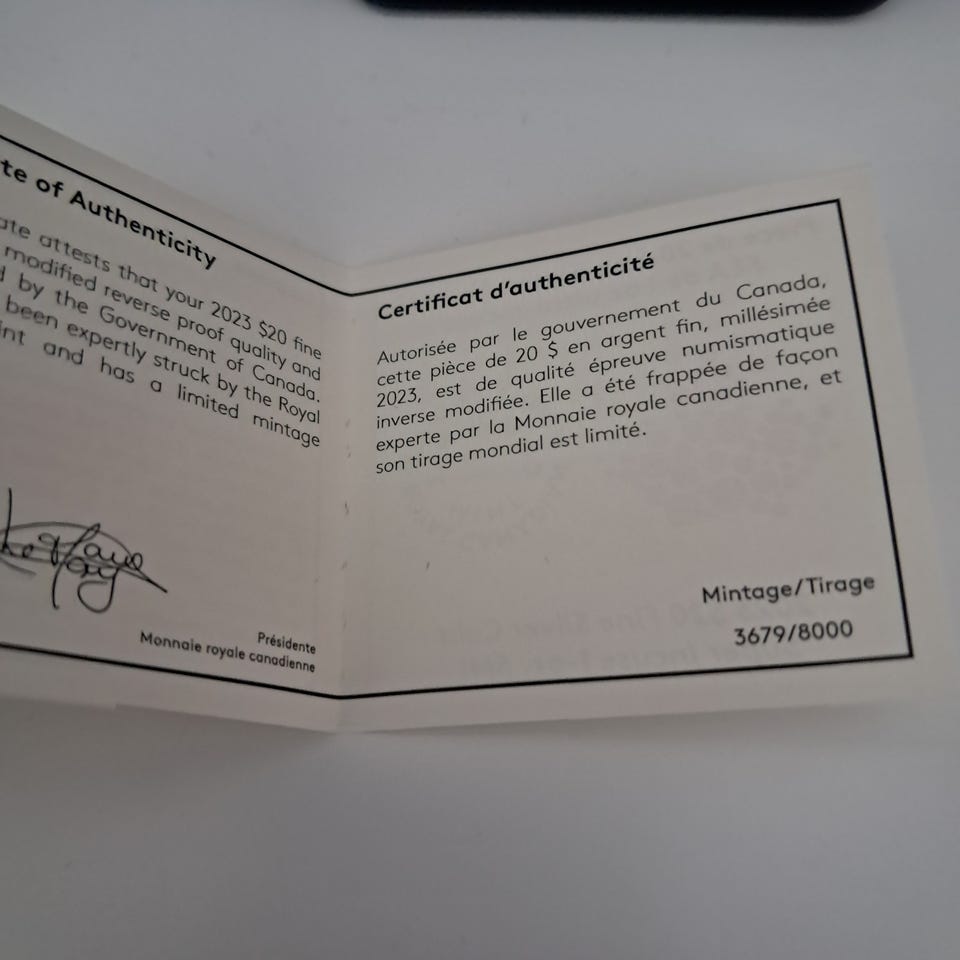 te of Authenticity
ate attests that your 2023 $20 fine
modified reverse proof quality and
d by the Government of Canada.
been expertly struck by the Royal
int and has a limited mintage
Présidente
Monnaie royale canadienne
Certificat d'authenticité
Autorisée par le gouvernement du Canada,
cette pièce de 20 $ en argent fin, millésimée
2023, est de qualité épreuve numismatique
inverse modifiée. Elle a été frappée de façon
experte par la Monnaie royale canadienne, et
son tirage mondial est limité.
Mintage/Tirage
3679/8000